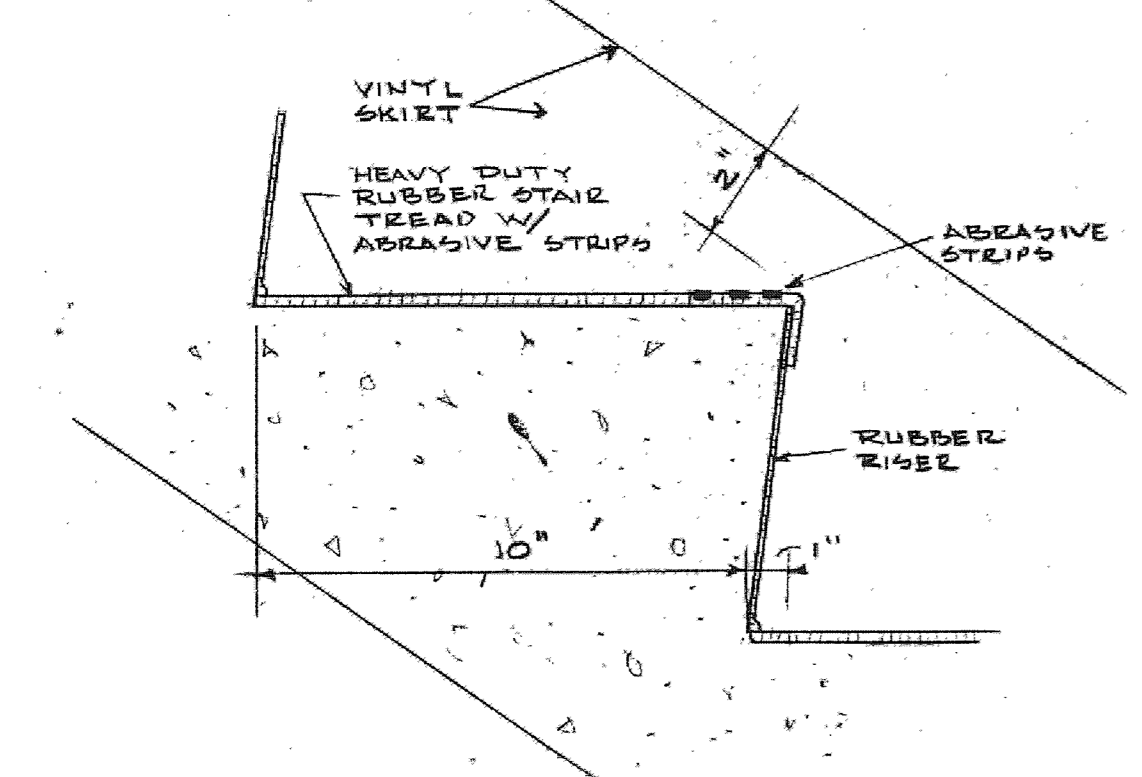 VINYL
SKIRT
HEAVY DUTY
RUBBER STAIR
TREAD W/
ABRASIVE STRIPS
2"
ABRASIVE
STRIPS
RUBBER
RISER
10"
1"